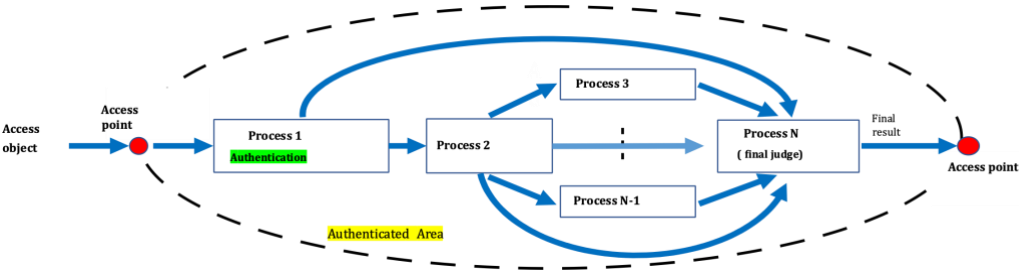 Access
object
Access
point
Process 1
Authentication
Process 2
Process 3
Process N-1
Process N
( final judge)
Final
result
Access point
Authenticated Area